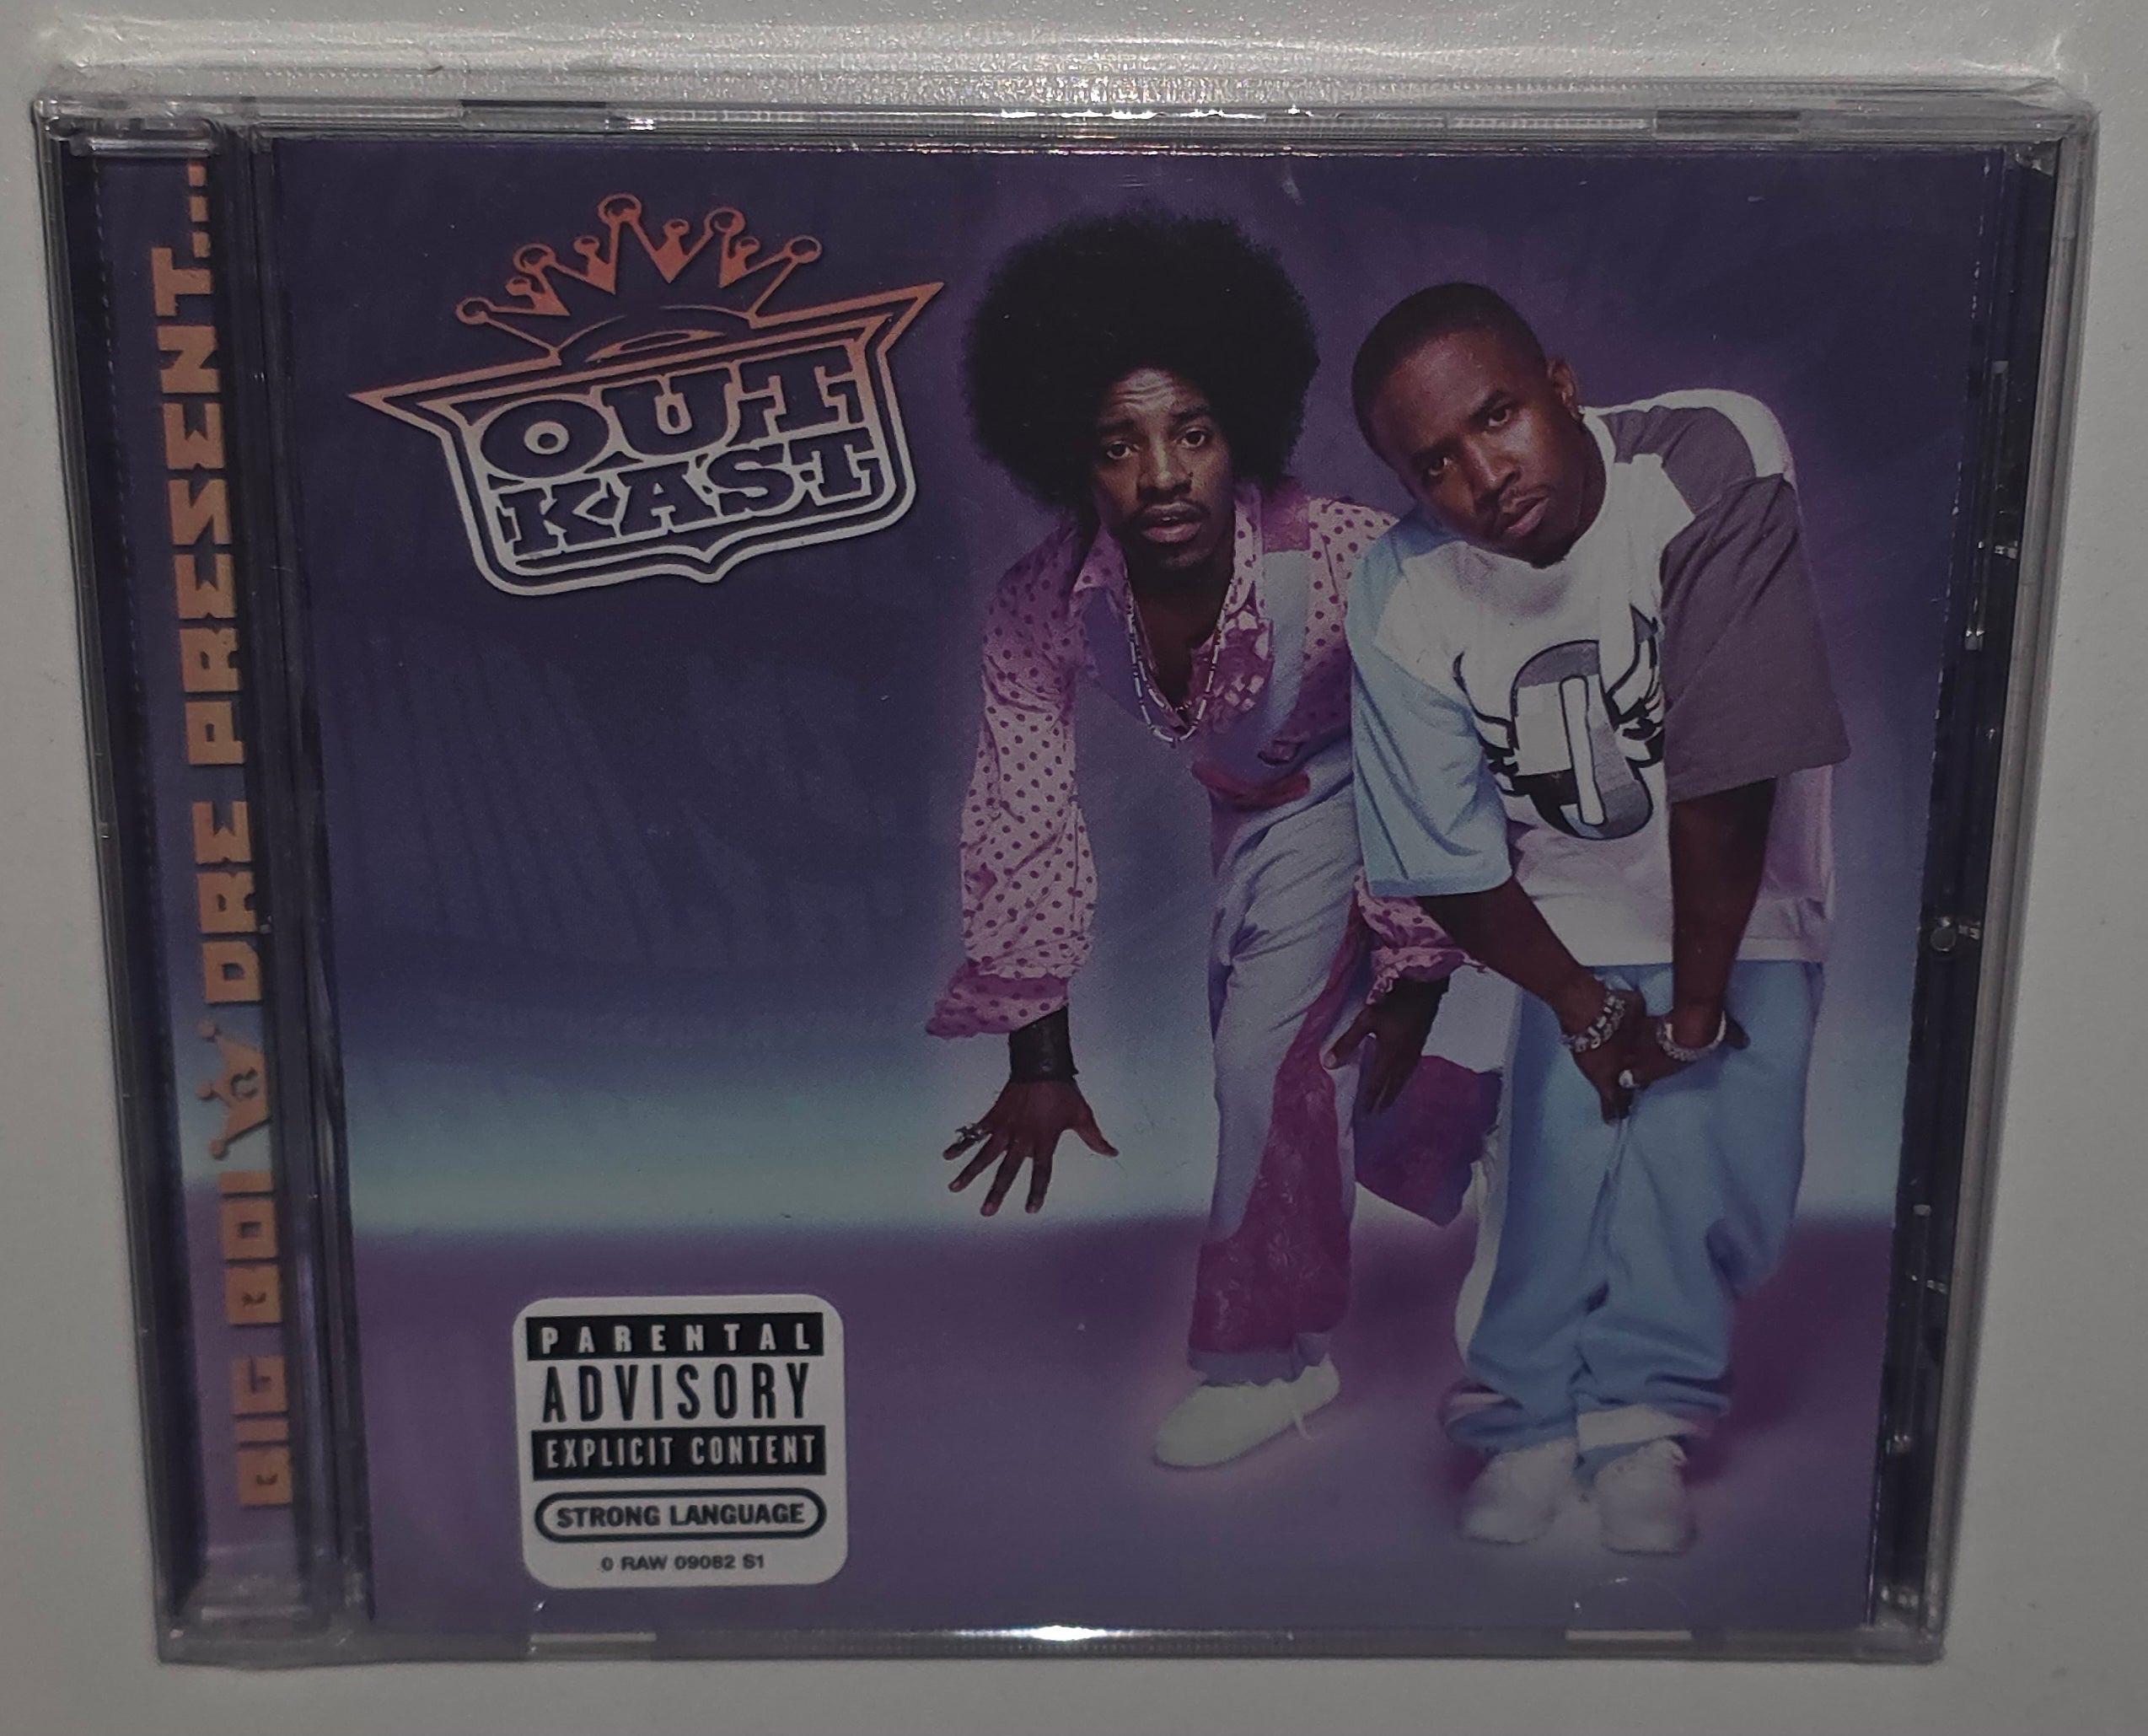 BIG BOI & DRE PRESENT...
OUT
KAST
PARENTAL
ADVISORY
EXPLICIT CONTENT
STRONG LANGUAGE
0 RAW 09082 S1